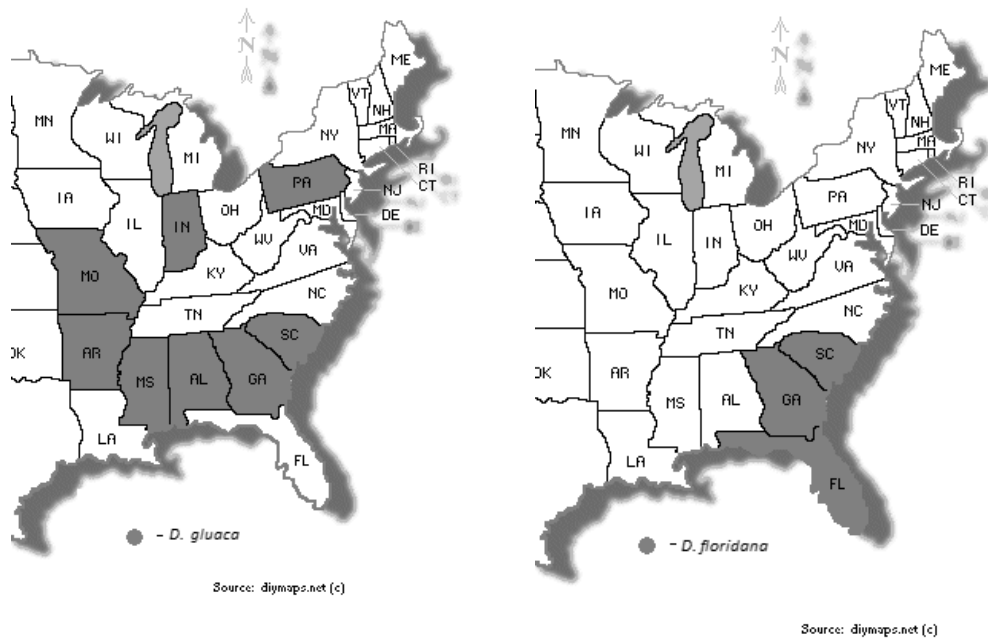 N
ME
VT
NH
MN
WI
NY
MA
MI
RI
CT
IA
PA
NJ
OH
IL
IN
MD
DE
WV
VA
MO
KY
NC
TN
OK
AR
SC
MS
AL
GA
LA
FL
- D. gluaca
Source: diymaps.net (c)
N
ME
VT
NH
MN
WI
NY
MA
MI
RI
CT
IA
PA
NJ
OH
IL
IN
MD
DE
WV
VA
MO
KY
NC
TN
OK
AR
SC
MS
AL
GA
LA
FL
- D. floridana
Source: diymaps.net (c)